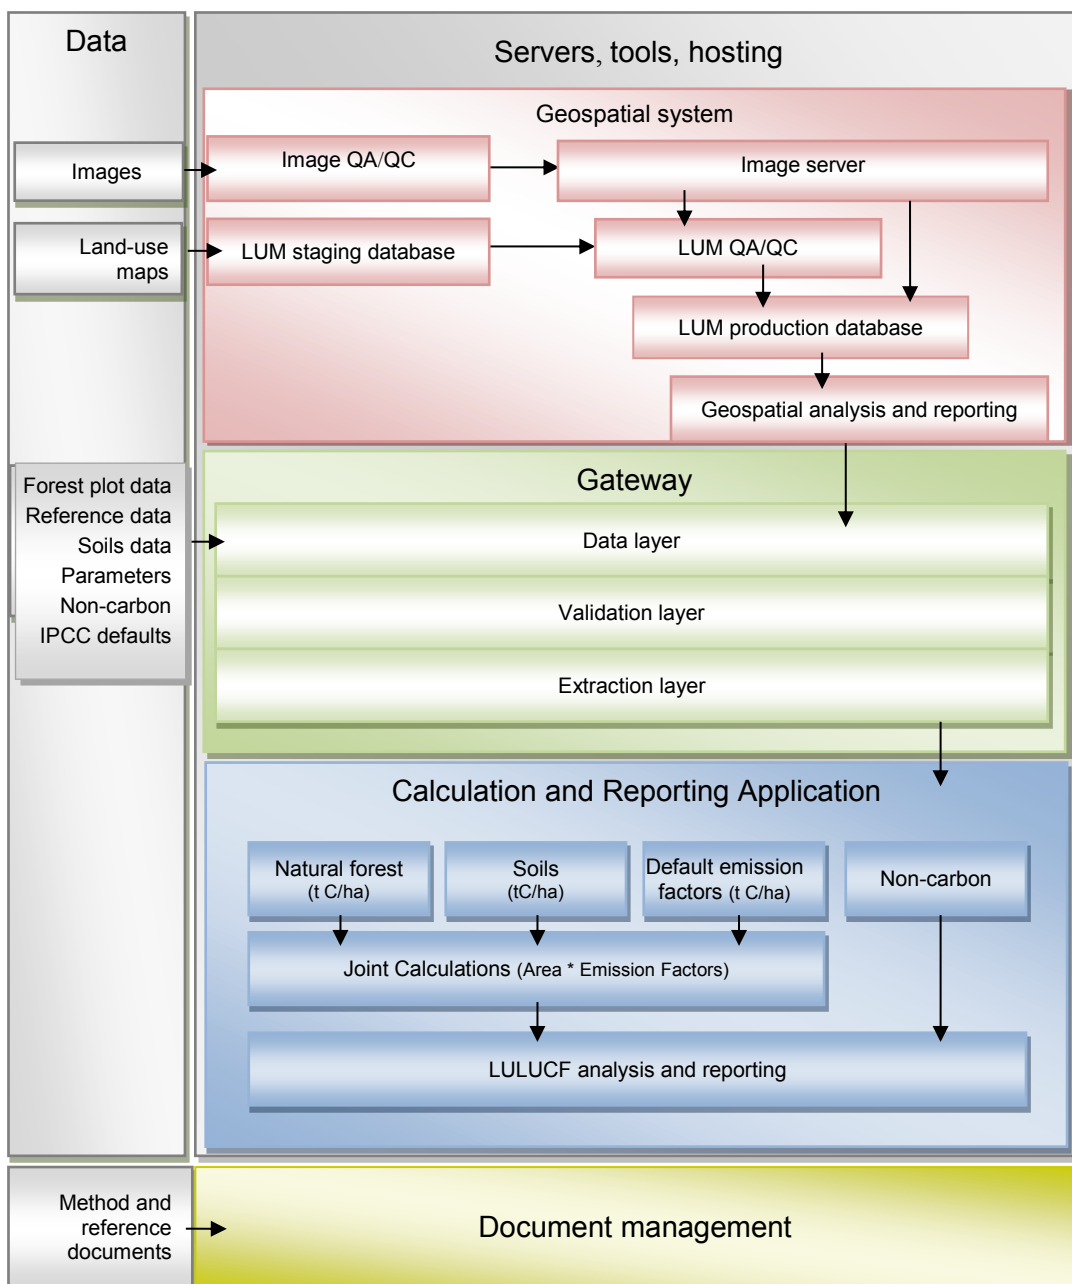 Data
Servers, tools, hosting
Geospatial system
Images
Image QA/QC
Image server
Land-use
maps
LUM staging database
LUM QA/QC
LUM production database
Geospatial analysis and reporting
Forest plot data
Reference data
Soils data
Parameters
Non-carbon
IPCC defaults
Gateway
Data layer
Validation layer
Extraction layer
Calculation and Reporting Application
Natural forest
(t C/ha)
Soils
(tC/ha)
Default emission
factors (t C/ha)
Non-carbon
Joint Calculations (Area * Emission Factors)
LULUCF analysis and reporting
Method and
reference
documents
Document management